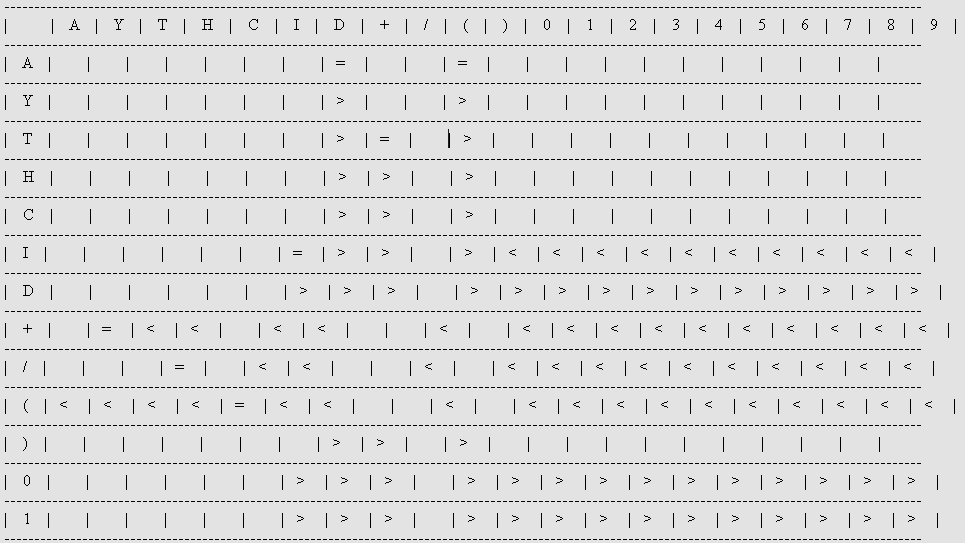 | | A | Y | T | H | C | I | D | + | / | ( | ) | 0 | 1 | 2 | 3 | 4 | 5 | 6 | 7 | 8 | 9 |
| A | | | | | | | | = | | | = | | | | | | | | | | |
| Y | | | | | | | | > | | | > | | | | | | | | | | |
| T | | | | | | | | > | = | | > | | | | | | | | | | |
| H | | | | | | | | > | > | | > | | | | | | | | | | |
| C | | | | | | | | > | > | | > | | | | | | | | | | |
| I | | | | | | | = | > | > | | > | < | < | < | < | < | < | < | < | < | < |
| D | | | | | | | > | > | > | | > | > | > | > | > | > | > | > | > | > | > |
| + | | = | < | < | | < | < | | | < | | < | < | < | < | < | < | < | < | < | < |
| / | | | | = | | < | < | | | < | | < | < | < | < | < | < | < | < | < | < |
| ( | < | < | < | < | = | < | < | | | < | | < | < | < | < | < | < | < | < | < | < |
| ) | | | | | | | | > | > | | > | | | | | | | | | | |
| 0 | | | | | | | > | > | > | | > | > | > | > | > | > | > | > | > | > | > |
| 1 | | | | | | | > | > | > | | > | > | > | > | > | > | > | > | > | > | > |